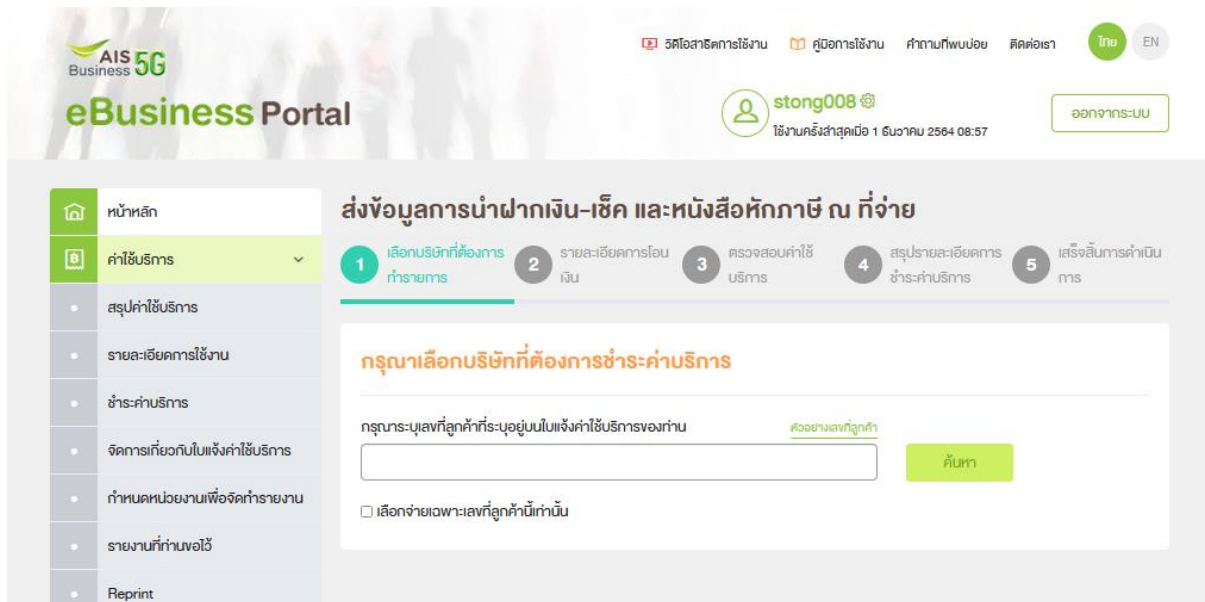 AIS 5G
Business
eBusiness Portal
วิดีโอสาธิตการใช้งาน
คู่มือการใช้งาน
คำถามที่พบบ่อย
ติดต่อเรา
ไทย
EN
stong008
ใช้งานครั้งล่าสุดเมื่อ 1 ธันวาคม 2564 08:57
ออกจากระบบ
หน้าหลัก
ค่าใช้บริการ
สรุปค่าใช้บริการ
รายละเอียดการใช้งาน
ชำระค่าบริการ
จัดการเกี่ยวกับใบแจ้งค่าใช้บริการ
กำหนดหน่วยงานเพื่อจัดทำรายงาน
รายงานที่ท่านขอไว้
Reprint
ส่งข้อมูลการนำฝากเงิน-เช็ค และหนังสือหักภาษี ณ ที่จ่าย
1
เลือกบริษัทที่ต้องการ
ทำรายการ
2
รายละเอียดการโอน
เงิน
3
ตรวจสอบค่าใช้
บริการ
4
สรุปรายละเอียดการ
ชำระค่าบริการ
5
เสร็จสิ้นการดำเนิน
การ
กรุณาเลือกบริษัทที่ต้องการชำระค่าบริการ
กรุณาระบุเลขที่ลูกค้าที่ระบุอยู่บนใบแจ้งค่าใช้บริการของท่าน
ตัวอย่างเลขที่ลูกค้า
ค้นหา
เลือกจ่ายเฉพาะเลขที่ลูกค้านี้เท่านั้น